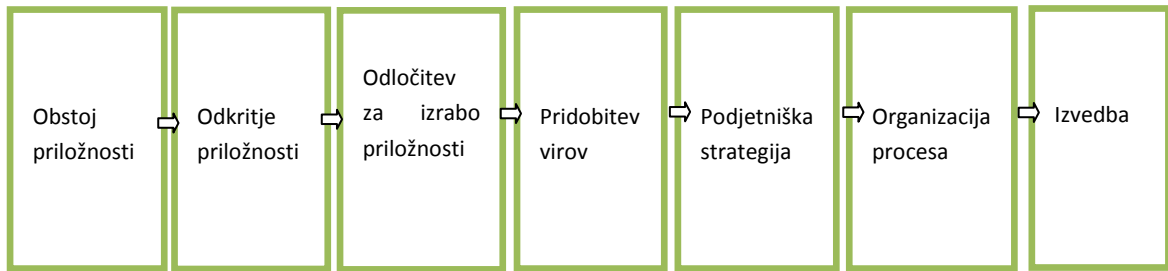 Obstoj
priložnosti
Odkritje
priložnosti
Odločitev
za izrabo
priložnosti
Pridobitev
virov
Podjetniška
strategija
Organizacija
procesa
Izvedba